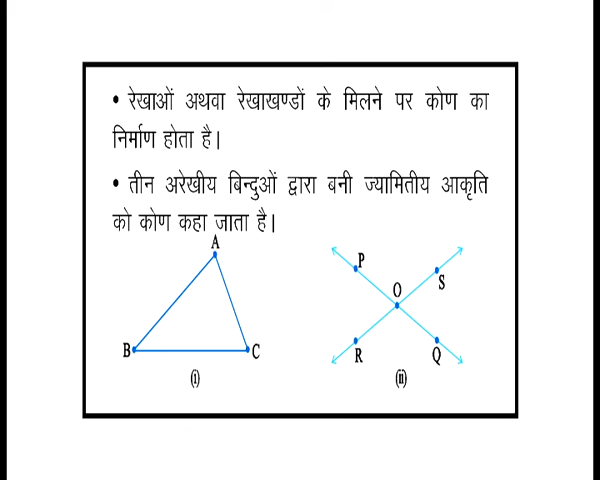 • रेखाओं अथवा रेखाखण्डों के मिलने पर कोण का
निर्माण होता है।
• तीन अरेखीय बिन्दुओं द्वारा बनी ज्यामितीय आकृति
को कोण कहा जाता है।
A
B
C
(i)
P
S
O
R
Q
(ii)